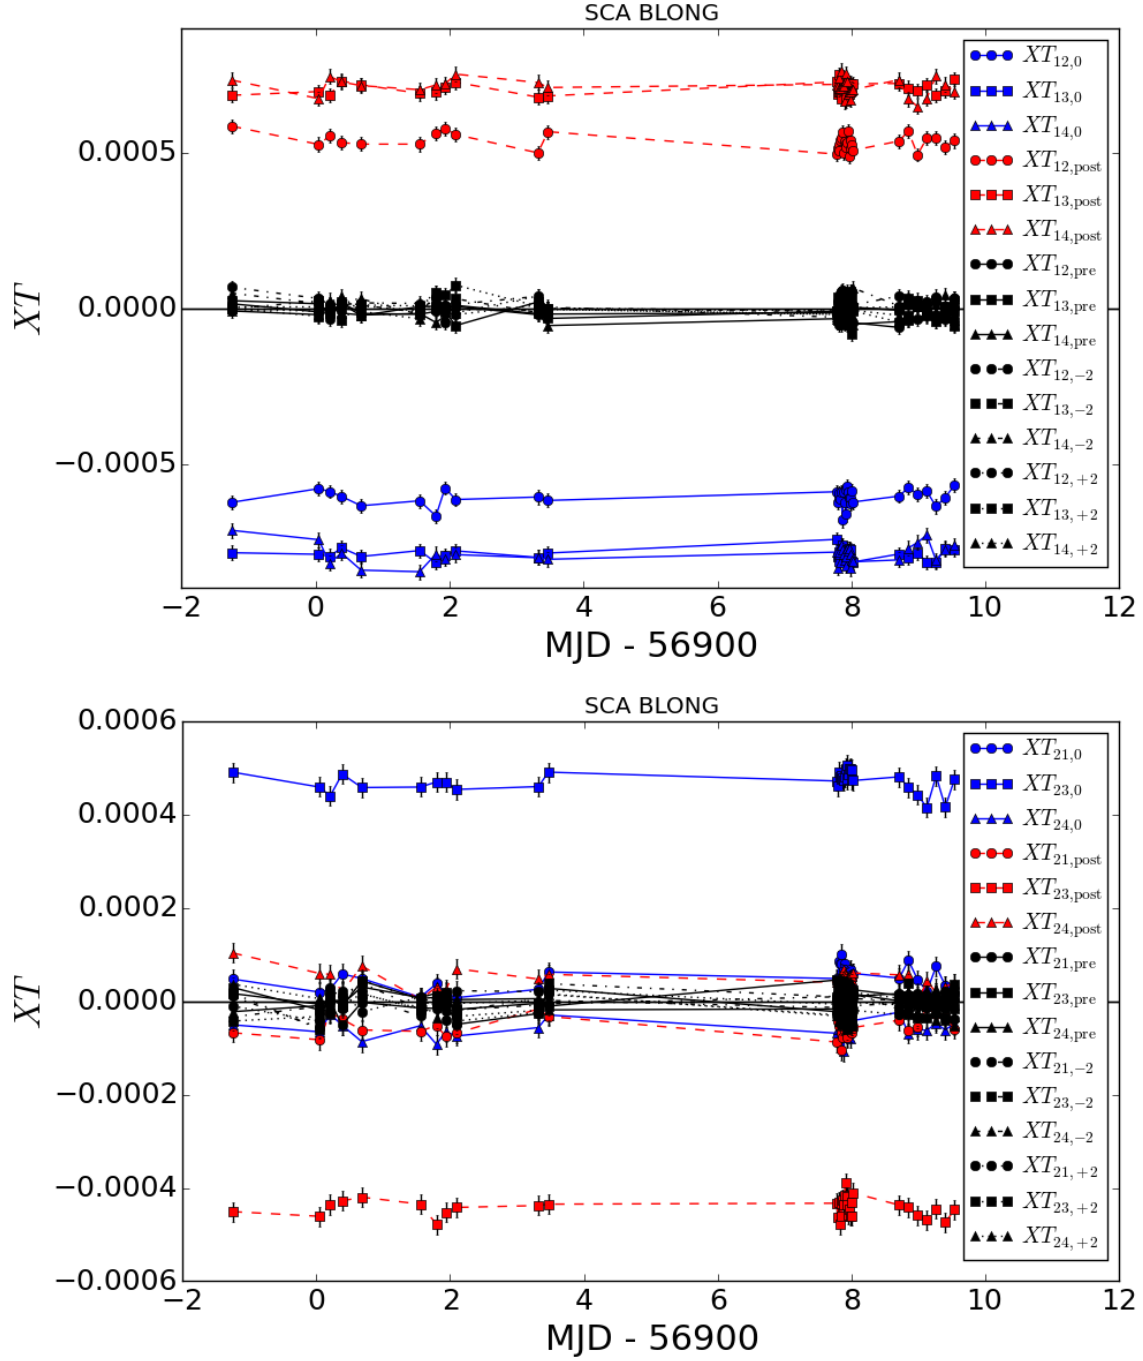 SCA BLONG
0.0005
0.0000
−0.0005
XT
−2 0 2 4 6 8 10 12
MJD - 56900
XT₁₂,₀
XT₁₃,₀
XT₁₄,₀
XT₁₂,post
XT₁₃,post
XT₁₄,post
XT₁₂,pre
XT₁₃,pre
XT₁₄,pre
XT₁₂,₋₂
XT₁₃,₋₂
XT₁₄,₋₂
XT₁₂,₊₂
XT₁₃,₊₂
XT₁₄,₊₂
SCA BLONG
0.0006
0.0004
0.0002
0.0000
−0.0002
−0.0004
−0.0006
XT
−2 0 2 4 6 8 10 12
MJD - 56900
XT₂₁,₀
XT₂₃,₀
XT₂₄,₀
XT₂₁,post
XT₂₃,post
XT₂₄,post
XT₂₁,pre
XT₂₃,pre
XT₂₄,pre
XT₂₁,₋₂
XT₂₃,₋₂
XT₂₄,₋₂
XT₂₁,₊₂
XT₂₃,₊₂
XT₂₄,₊₂